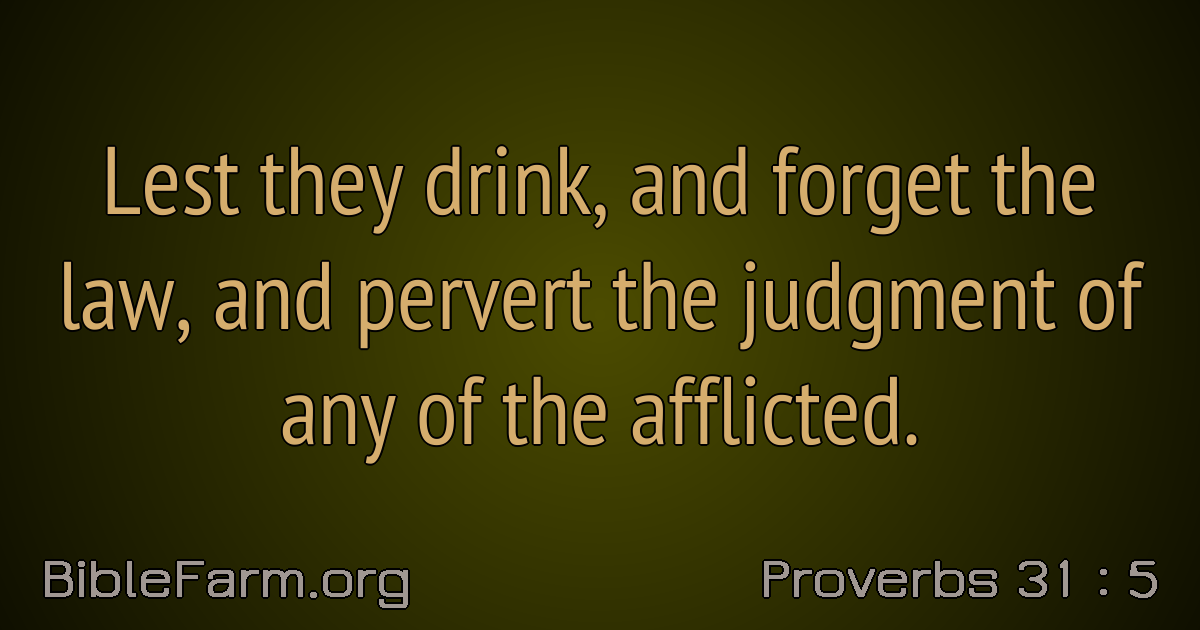 Lest they drink, and forget the
law, and pervert the judgment of
any of the afflicted.
BibleFarm.org
Proverbs 31 : 5